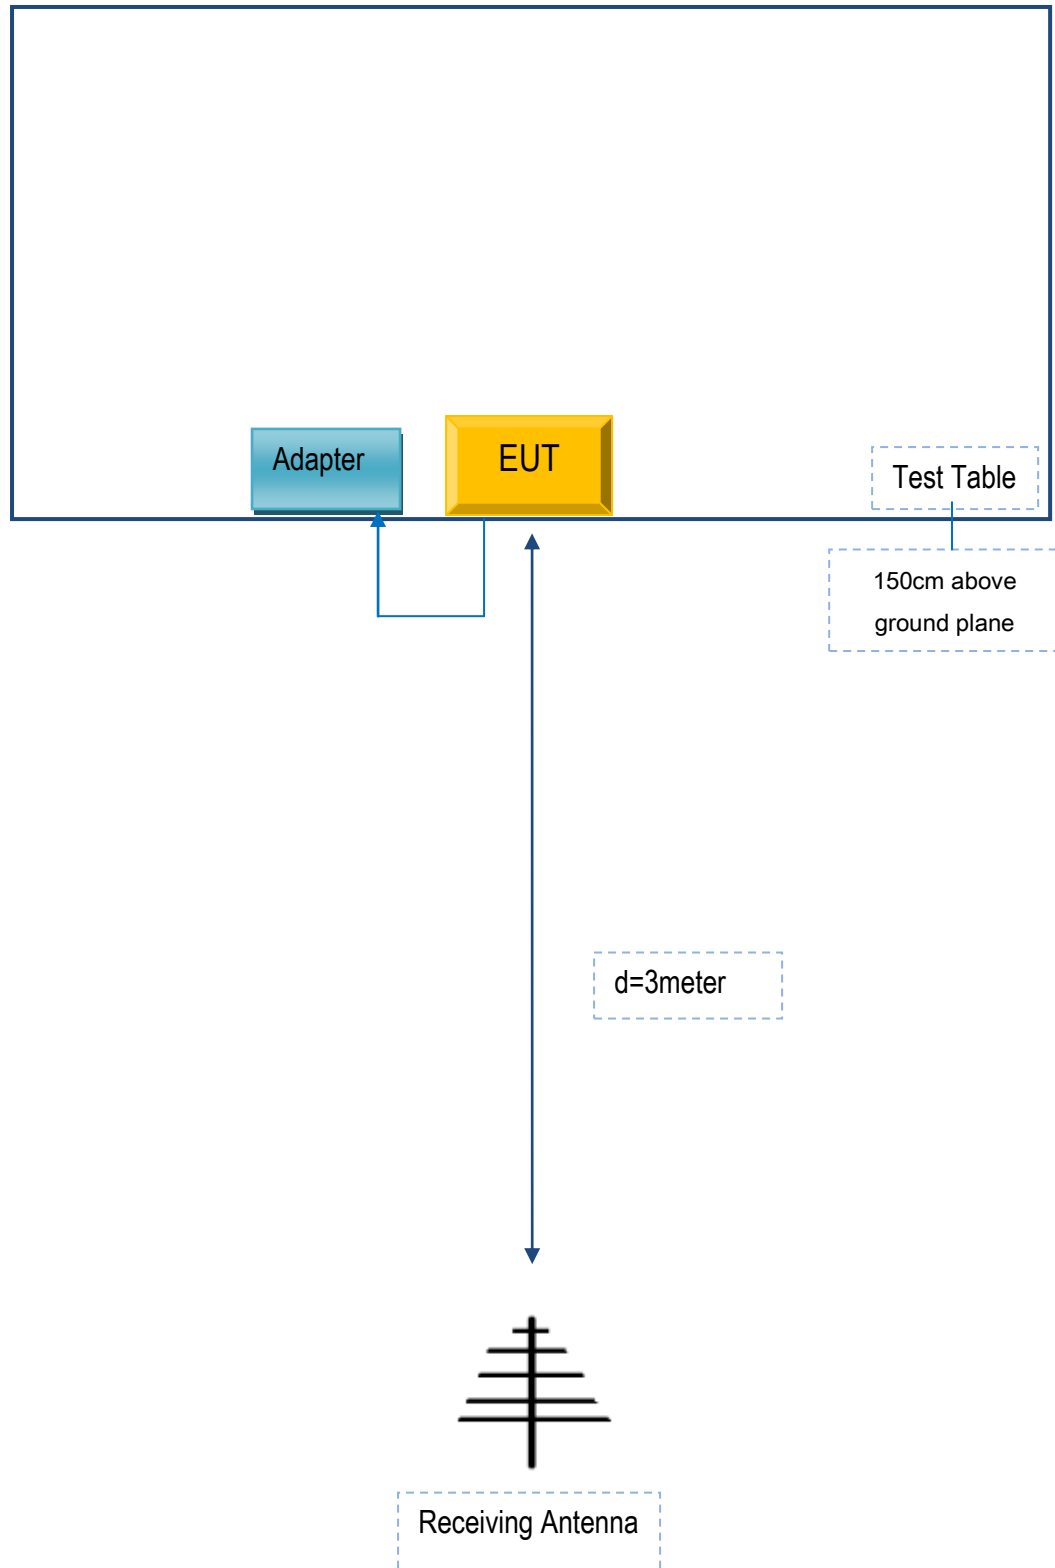 Adapter
EUT
Test Table
150cm above
ground plane
d=3meter
Receiving Antenna